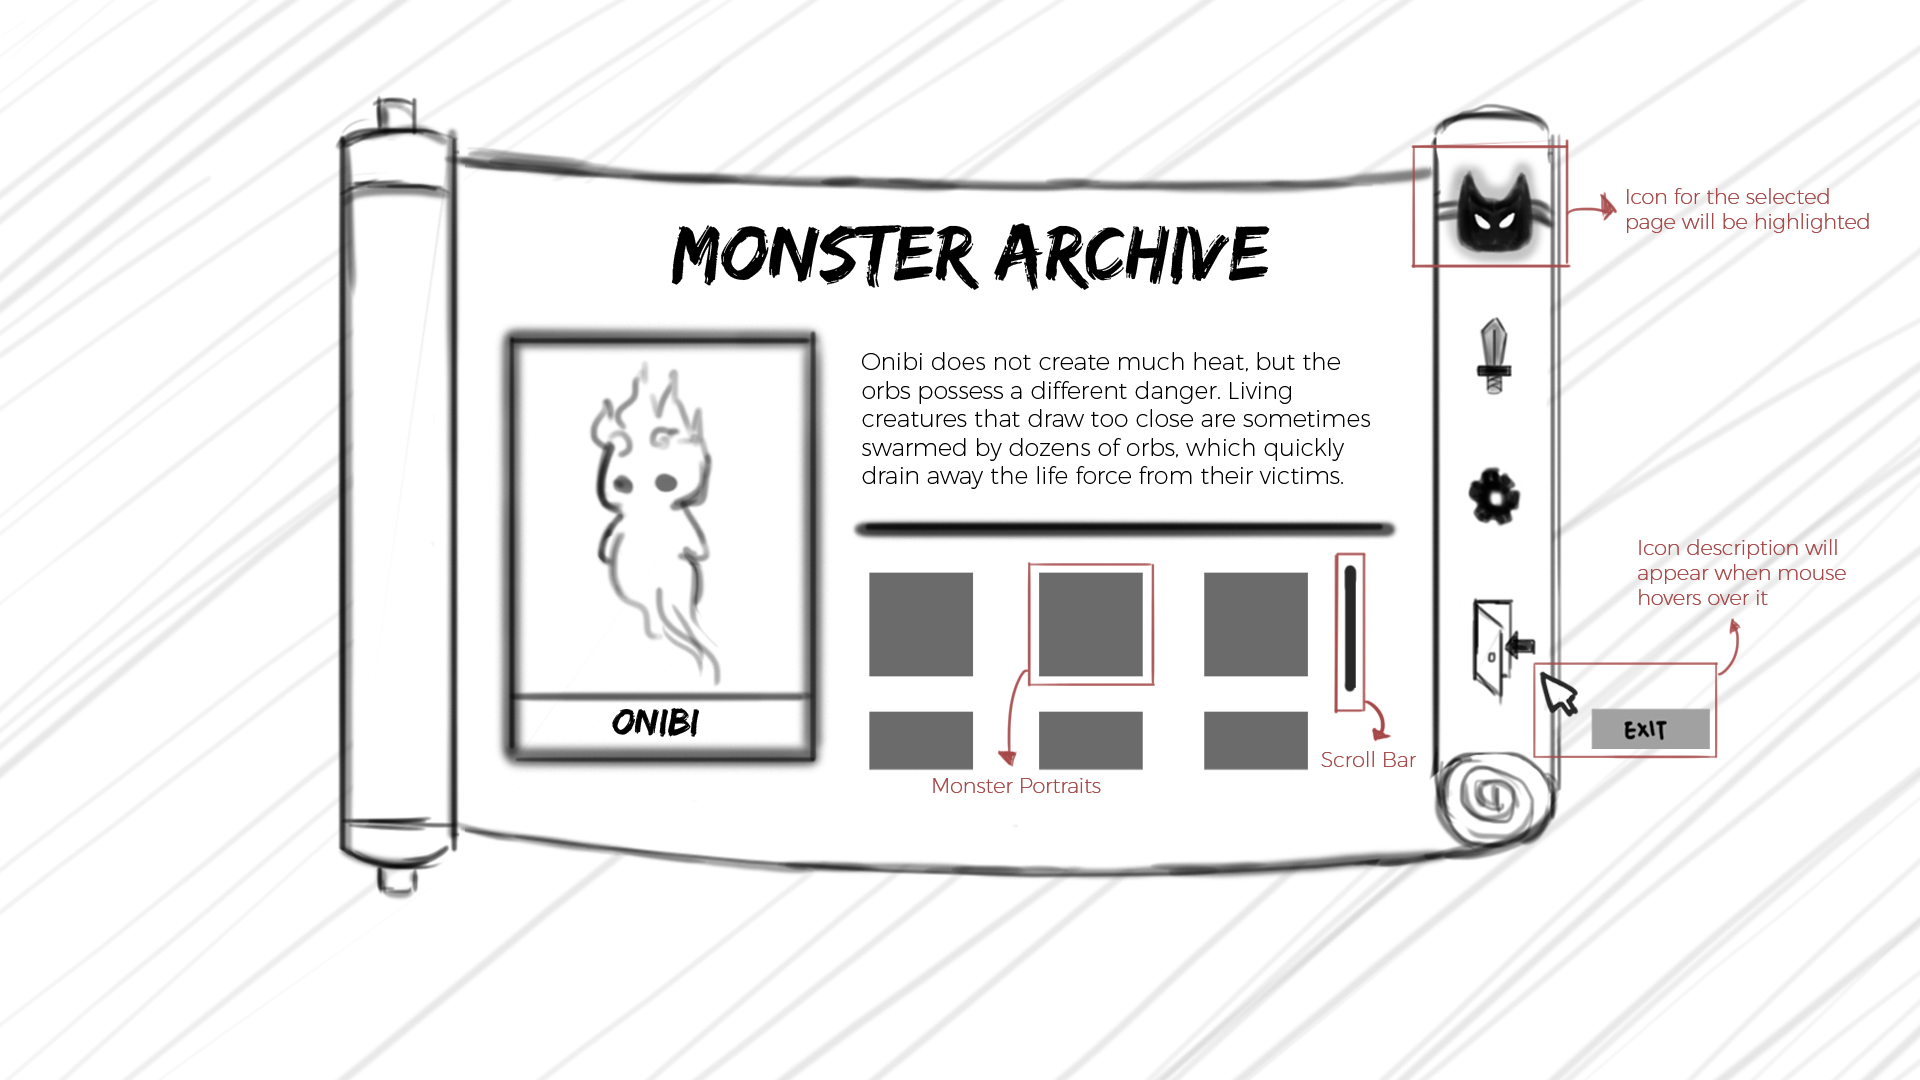 MONSTER ARCHIVE
Icon for the selected
page will be highlighted
Onibi does not create much heat, but the
orbs possess a different danger. Living
creatures that draw too close are sometimes
swarmed by dozens of orbs, which quickly
drain away the life force from their victims.
ONIBI
Monster Portraits
Scroll Bar
Icon description will
appear when mouse
hovers over it
EXIT